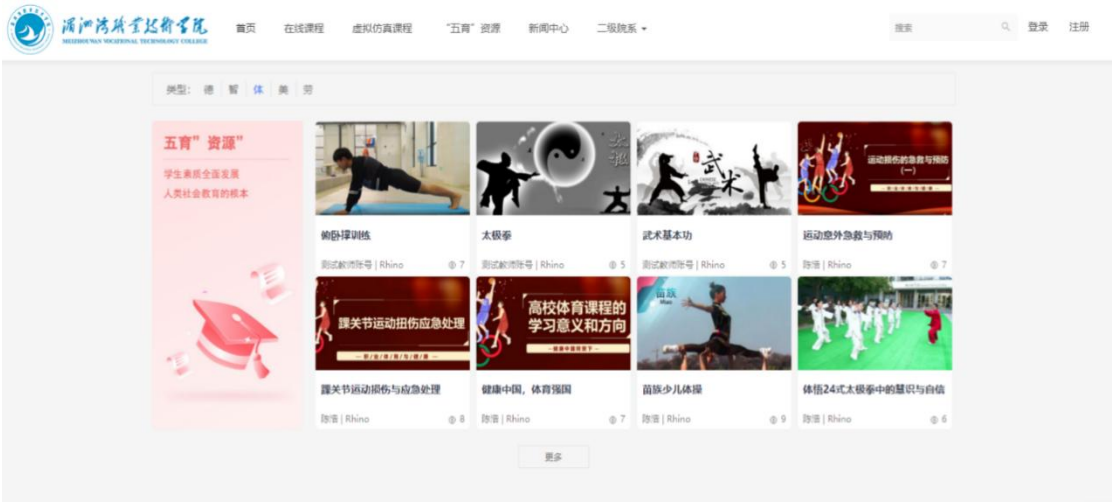 湄洲湾职业技术学院
MEIZHOUWAN VOCATIONAL TECHNOLOGY COLLEGE
首页 在线课程 虚拟仿真课程 “五育”资源 新闻中心 二级院系 搜索 登录 注册
类型： 德 智 体 美 劳
五育”资源”
学生素质全面发展
人类社会教育的根本
太极
武术
运动损伤的急救与预防
（一）
俯卧撑训练 太极拳 武术基本功 运动意外急救与预防
测试教师账号 | Rhino 7 测试教师账号 | Rhino 5 测试教师账号 | Rhino 5 陈浩 | Rhino 7
踝关节运动扭伤应急处理
高校体育课程的
学习意义和方向
苗族
Miao
踝关节运动损伤与应急处理 健康中国，体育强国 苗族少儿体操 体悟24式太极拳中的慧识与自信
Rhino 8 Rhino 7 Rhino 9 Rhino 6
更多